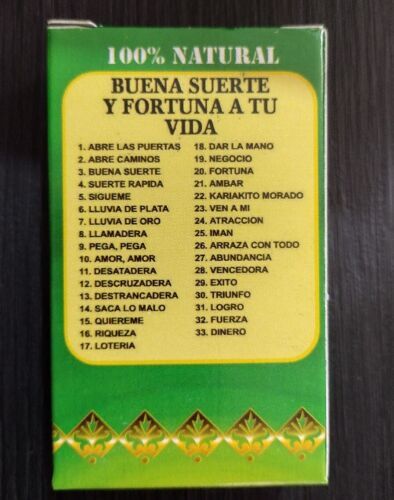 100% NATURAL
BUENA SUERTE
Y FORTUNA A TU
VIDA
1. ABRE LAS PUERTAS
2. ABRE CAMINOS
3. BUENA SUERTE
4. SUERTE RAPIDA
5. SIGUEME
6. LLUVIA DE PLATA
7. LLUVIA DE ORO
8. LLAMADERA
9. PEGA, PEGA
10. AMOR, AMOR
11. DESATADERA
12. DESCRUZADERA
13. DESTRANCADERA
14. SACA LO MALO
15. QUIEREME
16. RIQUEZA
17. LOTERIA
18. DAR LA MANO
19. NEGOCIO
20. FORTUNA
21. AMBAR
22. KARIAKITO MORADO
23. VEN A MI
24. ATRACCION
25. IMAN
26. ARRAZA CON TODO
27. ABUNDANCIA
28. VENCEDORA
29. EXITO
30. TRIUNFO
31. LOGRO
32. FUERZA
33. DINERO